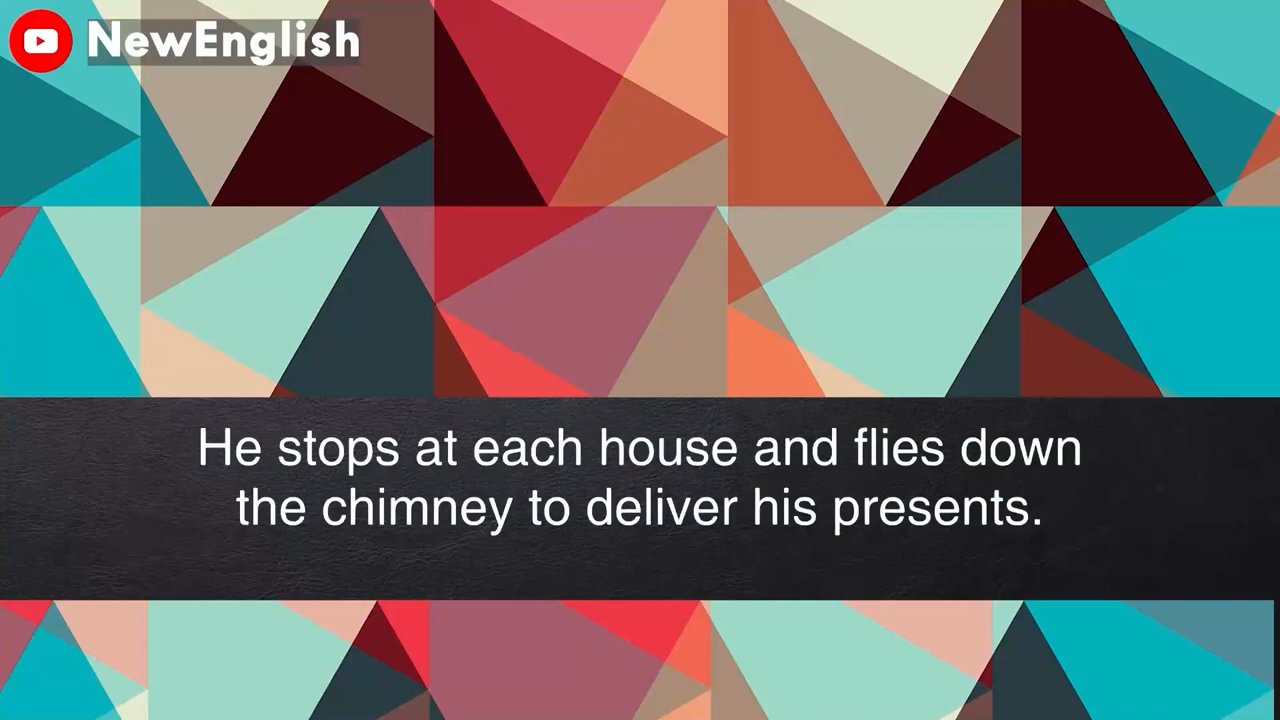 NewEnglish
He stops at each house and flies down
the chimney to deliver his presents.